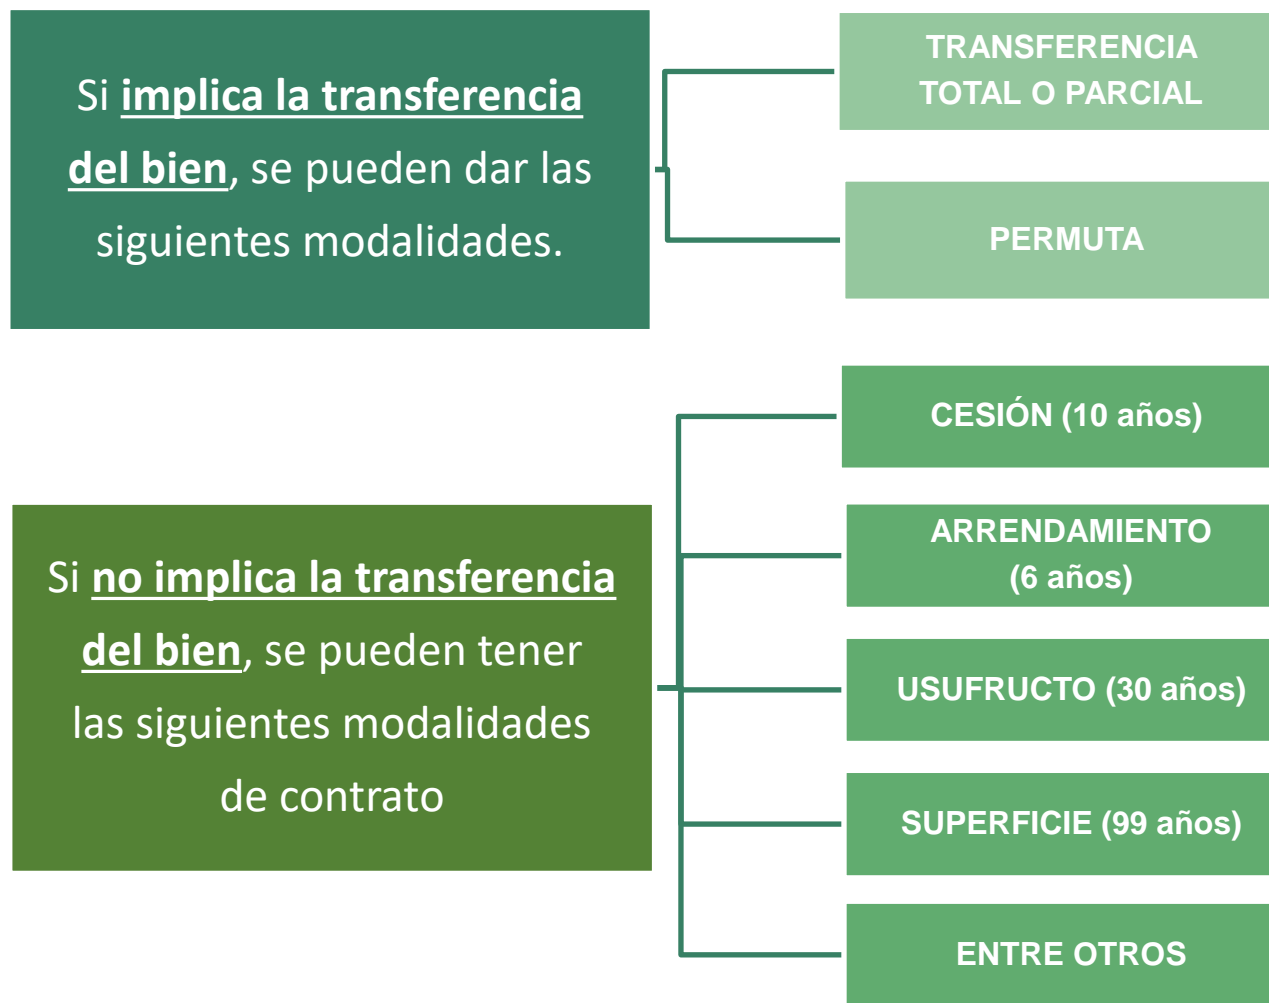 Si implica la transferencia
del bien, se pueden dar las
siguientes modalidades.
TRANSFERENCIA
TOTAL O PARCIAL
PERMUTA
Si no implica la transferencia
del bien, se pueden tener
las siguientes modalidades
de contrato
CESIÓN (10 años)
ARRENDAMIENTO
(6 años)
USUFRUCTO (30 años)
SUPERFICIE (99 años)
ENTRE OTROS